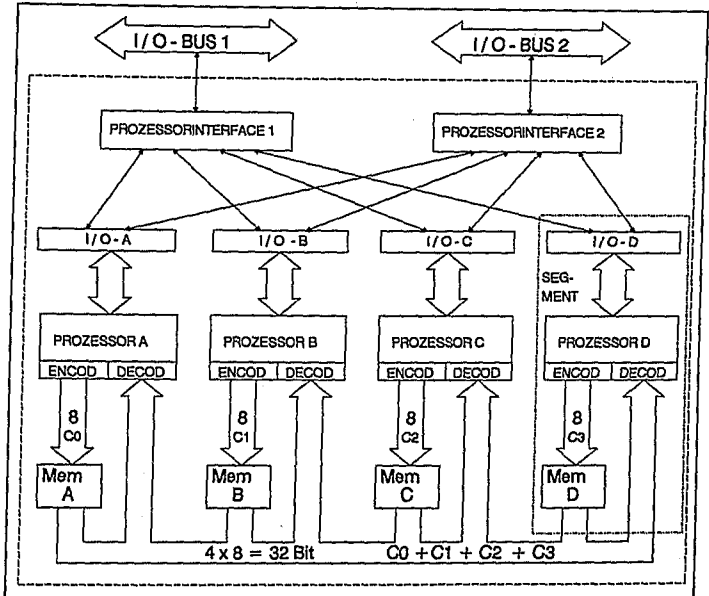 I/O-BUS 1
I/O-BUS 2
PROZESSORINTERFACE 1
PROZESSORINTERFACE 2
I/O-A
I/O-B
I/O-C
I/O-D
SEG-
MENT
PROZESSOR A
PROZESSOR B
PROZESSOR C
PROZESSOR D
ENCOD DECOD
ENCOD DECOD
ENCOD DECOD
ENCOD DECOD
8
C0
8
C1
8
C2
8
C3
Mem
A
Mem
B
Mem
C
Mem
D
4 x 8 = 32 Bit
C0 + C1 + C2 + C3